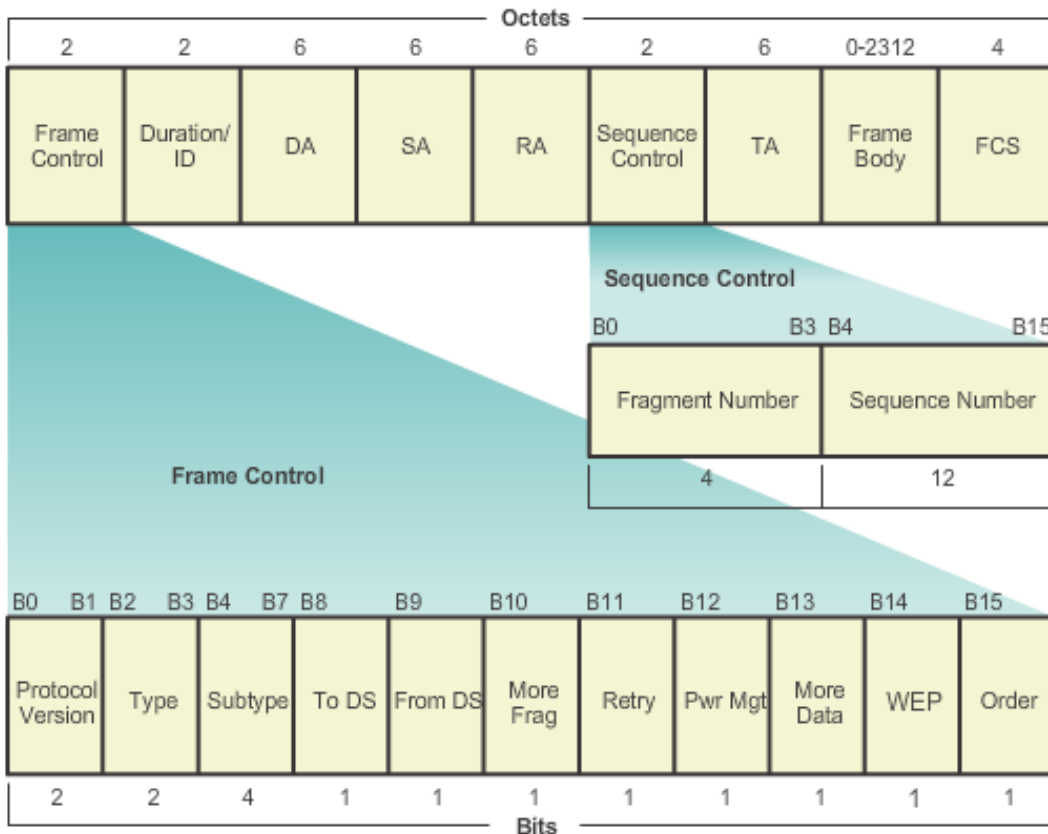 Octets
2 2 6 6 6 2 6 0-2312 4
Frame Control
Duration/ ID
DA
SA
RA
Sequence Control
TA
Frame Body
FCS
Sequence Control
B0 B3 B4 B15
Fragment Number
Sequence Number
4 12
Frame Control
B0 B1 B2 B3 B4 B7 B8 B9 B10 B11 B12 B13 B14 B15
Protocol Version
Type
Subtype
To DS
From DS
More Frag
Retry
Pwr Mgt
More Data
WEP
Order
2 2 4 1 1 1 1 1 1 1 1
Bits